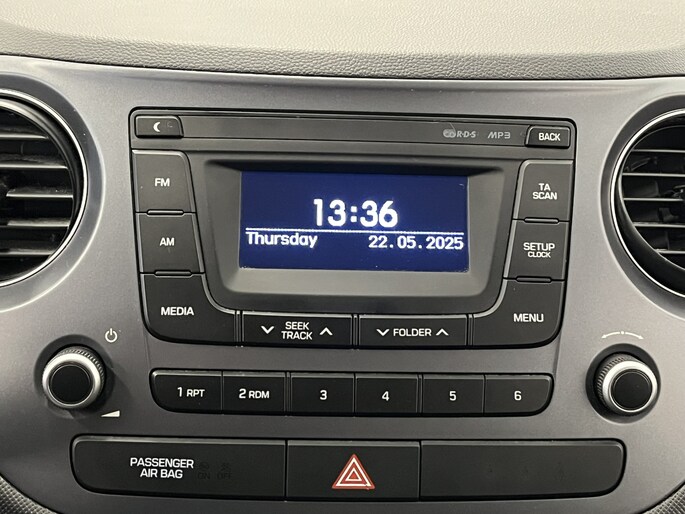 R·D·S MP3 BACK
FM
TA
SCAN
13:36
Thursday 22.05.2025
AM
SETUP
CLOCK
MEDIA
SEEK
TRACK
FOLDER
MENU
1 RPT 2 RDM 3 4 5 6
PASSENGER
AIR BAG